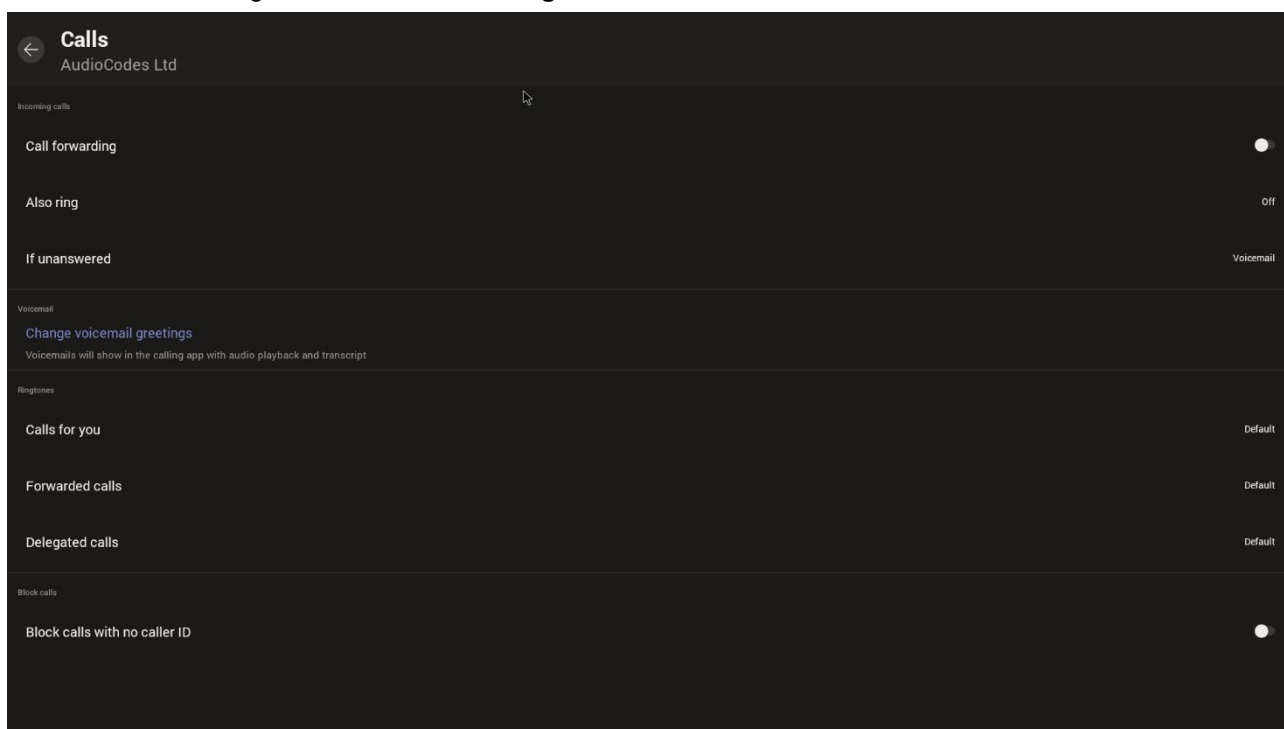 Calls
AudioCodes Ltd
Incoming calls
Call forwarding
Also ring
Off
If unanswered
Voicemail
Voicemail
Change voicemail greetings
Voicemails will show in the calling app with audio playback and transcript
Ringtones
Calls for you
Default
Forwarded calls
Default
Delegated calls
Default
Block calls
Block calls with no caller ID